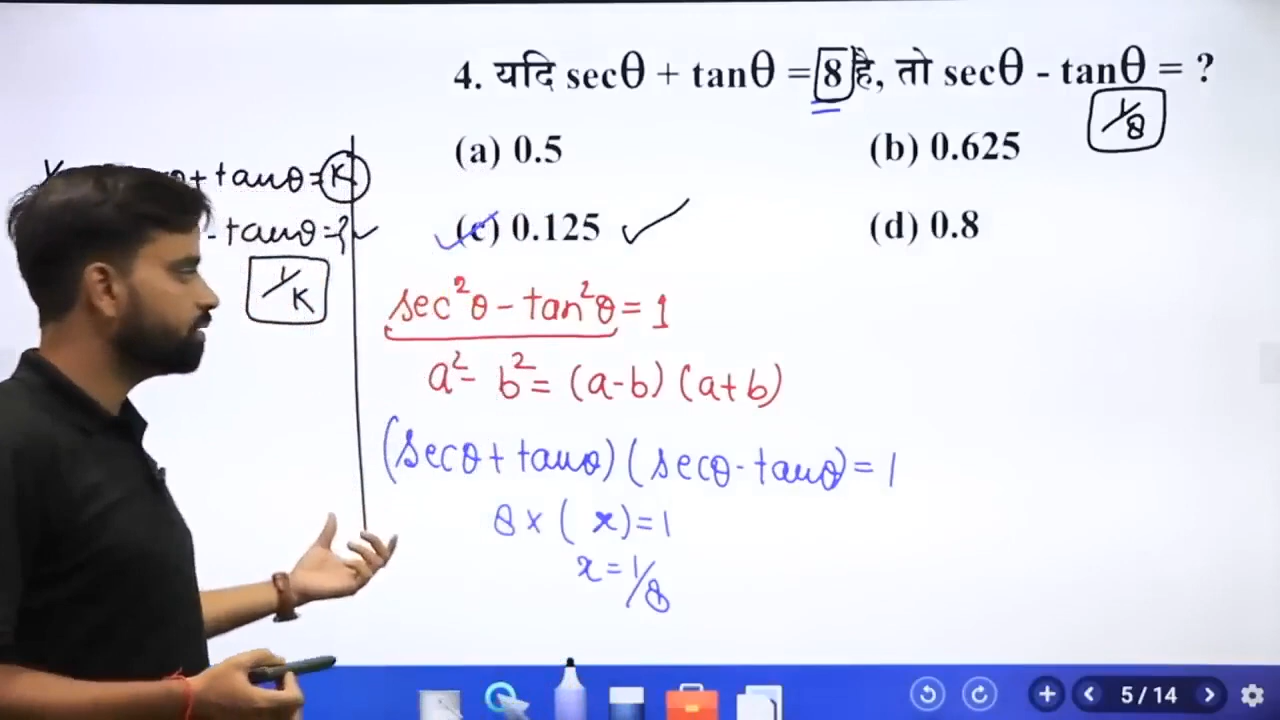 4. यदि secθ + tanθ = 8 है, तो secθ - tanθ = ?
1/8
(a) 0.5
(b) 0.625
(c) 0.125 ✓
(d) 0.8
+ tanθ = K
- tanθ = ? ✓
1/K
sec²θ - tan²θ = 1
a² - b² = (a-b) (a+b)
(secθ + tanθ) (secθ - tanθ) = 1
8 × ( x) = 1
x = 1/8
5 / 14